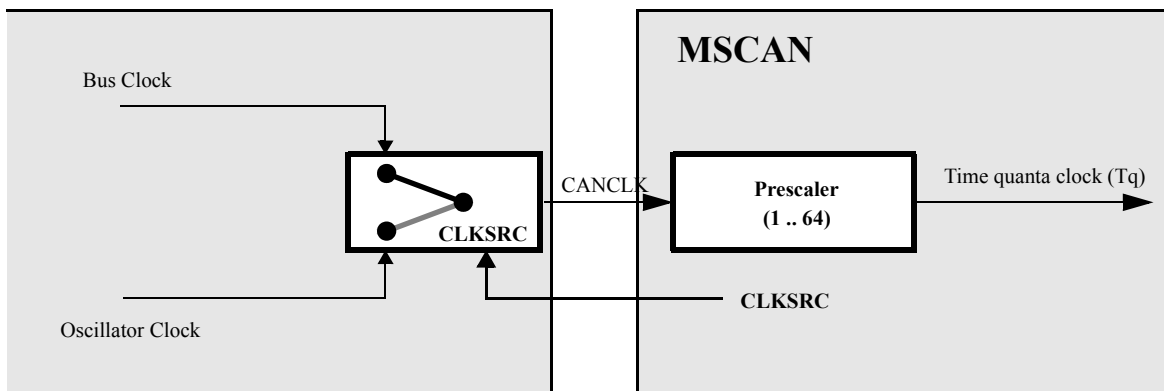 MSCAN
Bus Clock
CANCLK
Prescaler
(1 .. 64)
Time quanta clock (Tq)
CLKSRC
CLKSRC
Oscillator Clock